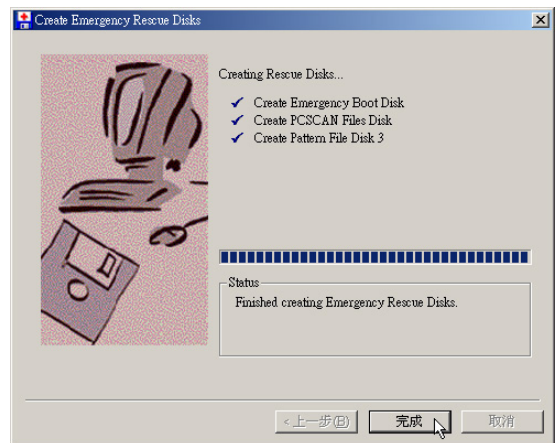 Create Emergency Rescue Disks
Creating Rescue Disks...
Create Emergency Boot Disk
Create PCSCAN Files Disk
Create Pattern File Disk 3
Status
Finished creating Emergency Rescue Disks.
<上一步(B) 完成 取消